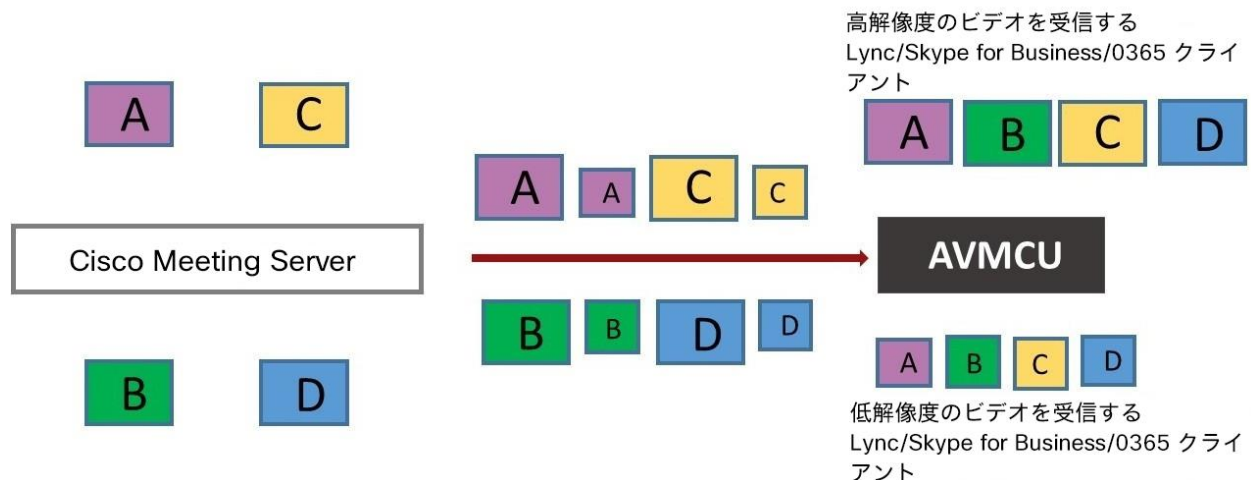 高解像度のビデオを受信する
Lync/Skype for Business/0365 クライ
アント
A C
A B C D
A A C C
Cisco Meeting Server
AVMCU
B B D D
A B C D
B D
低解像度のビデオを受信する
Lync/Skype for Business/0365 クライ
アント